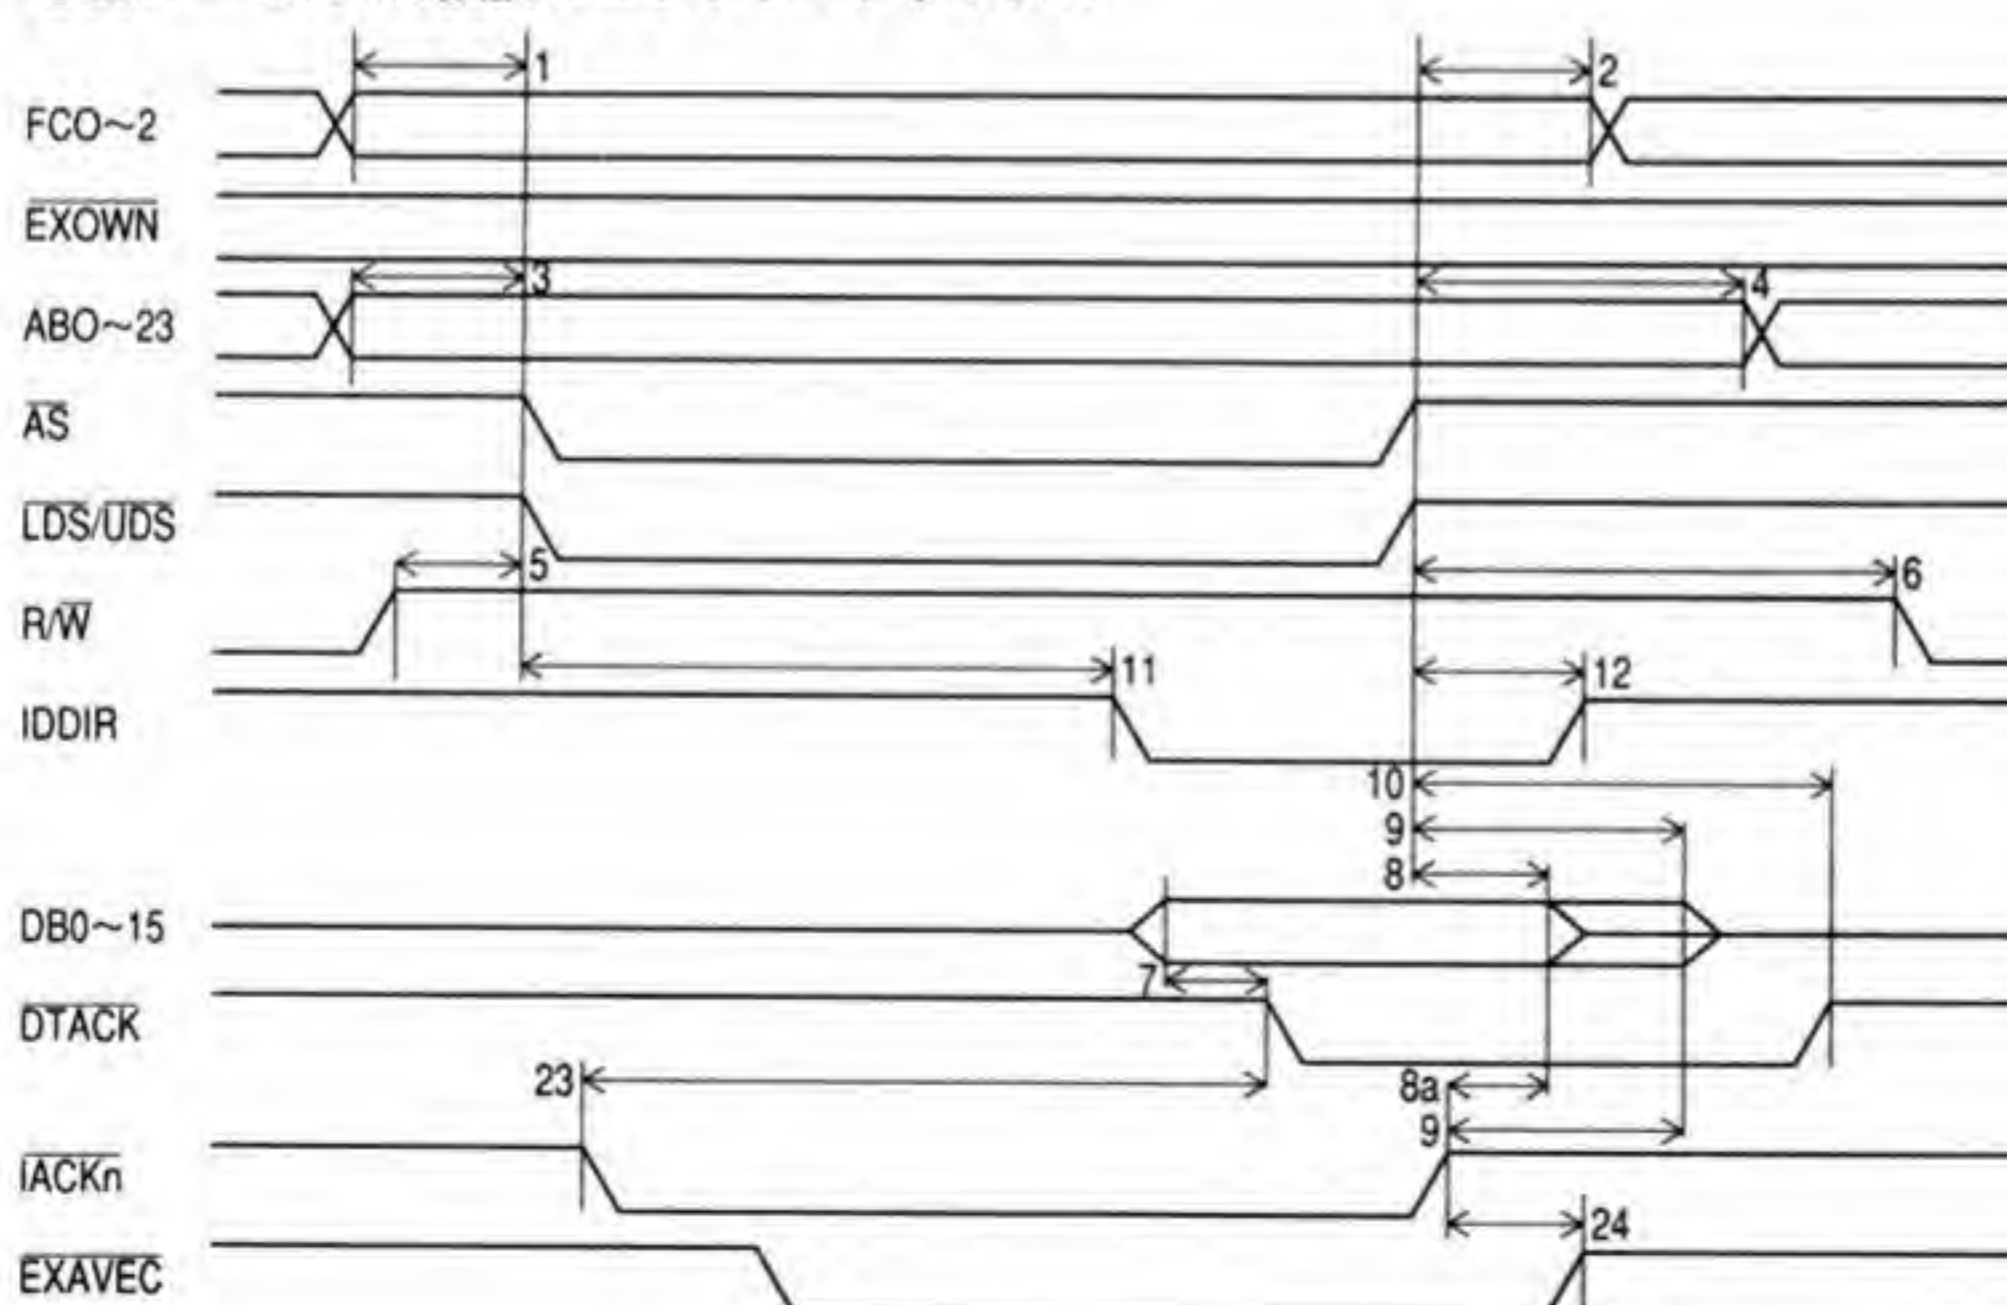 1
2
FC0~2
EXOWN
3
4
AB0~23
AS
LDS/UDS
5
6
R/W
11
12
IDDIR
10
9
8
DB0~15
7
DTACK
23
8a
9
IACKn
24
EXAVEC